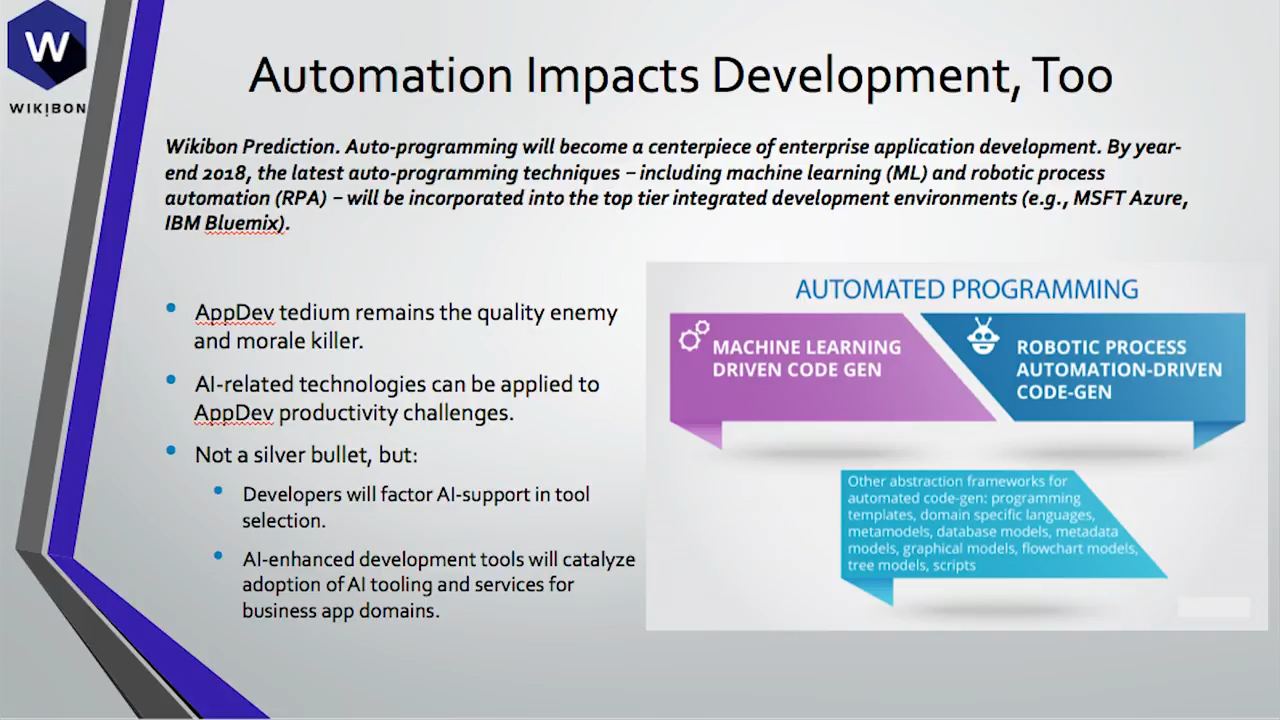 W
WIKIBON
Automation Impacts Development, Too
Wikibon Prediction. Auto-programming will become a centerpiece of enterprise application development. By year-
end 2018, the latest auto-programming techniques – including machine learning (ML) and robotic process
automation (RPA) – will be incorporated into the top tier integrated development environments (e.g., MSFT Azure,
IBM Bluemix).
• AppDev tedium remains the quality enemy
and morale killer.
• AI-related technologies can be applied to
AppDev productivity challenges.
• Not a silver bullet, but:
• Developers will factor AI-support in tool
selection.
• AI-enhanced development tools will catalyze
adoption of AI tooling and services for
business app domains.
AUTOMATED PROGRAMMING
MACHINE LEARNING
DRIVEN CODE GEN
ROBOTIC PROCESS
AUTOMATION-DRIVEN
CODE-GEN
Other abstraction frameworks for
automated code-gen: programming
templates, domain specific languages,
metamodels, database models, metadata
models, graphical models, flowchart models,
tree models, scripts